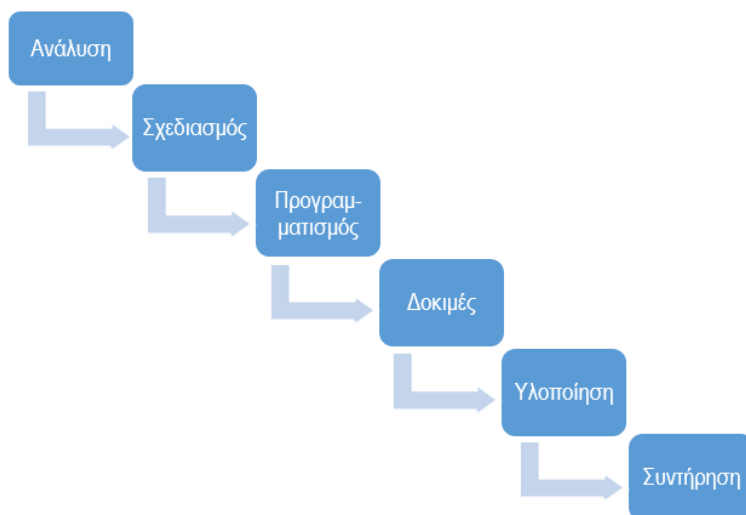 Ανάλυση
Σχεδιασμός
Προγραμ-
ματισμός
Δοκιμές
Υλοποίηση
Συντήρηση